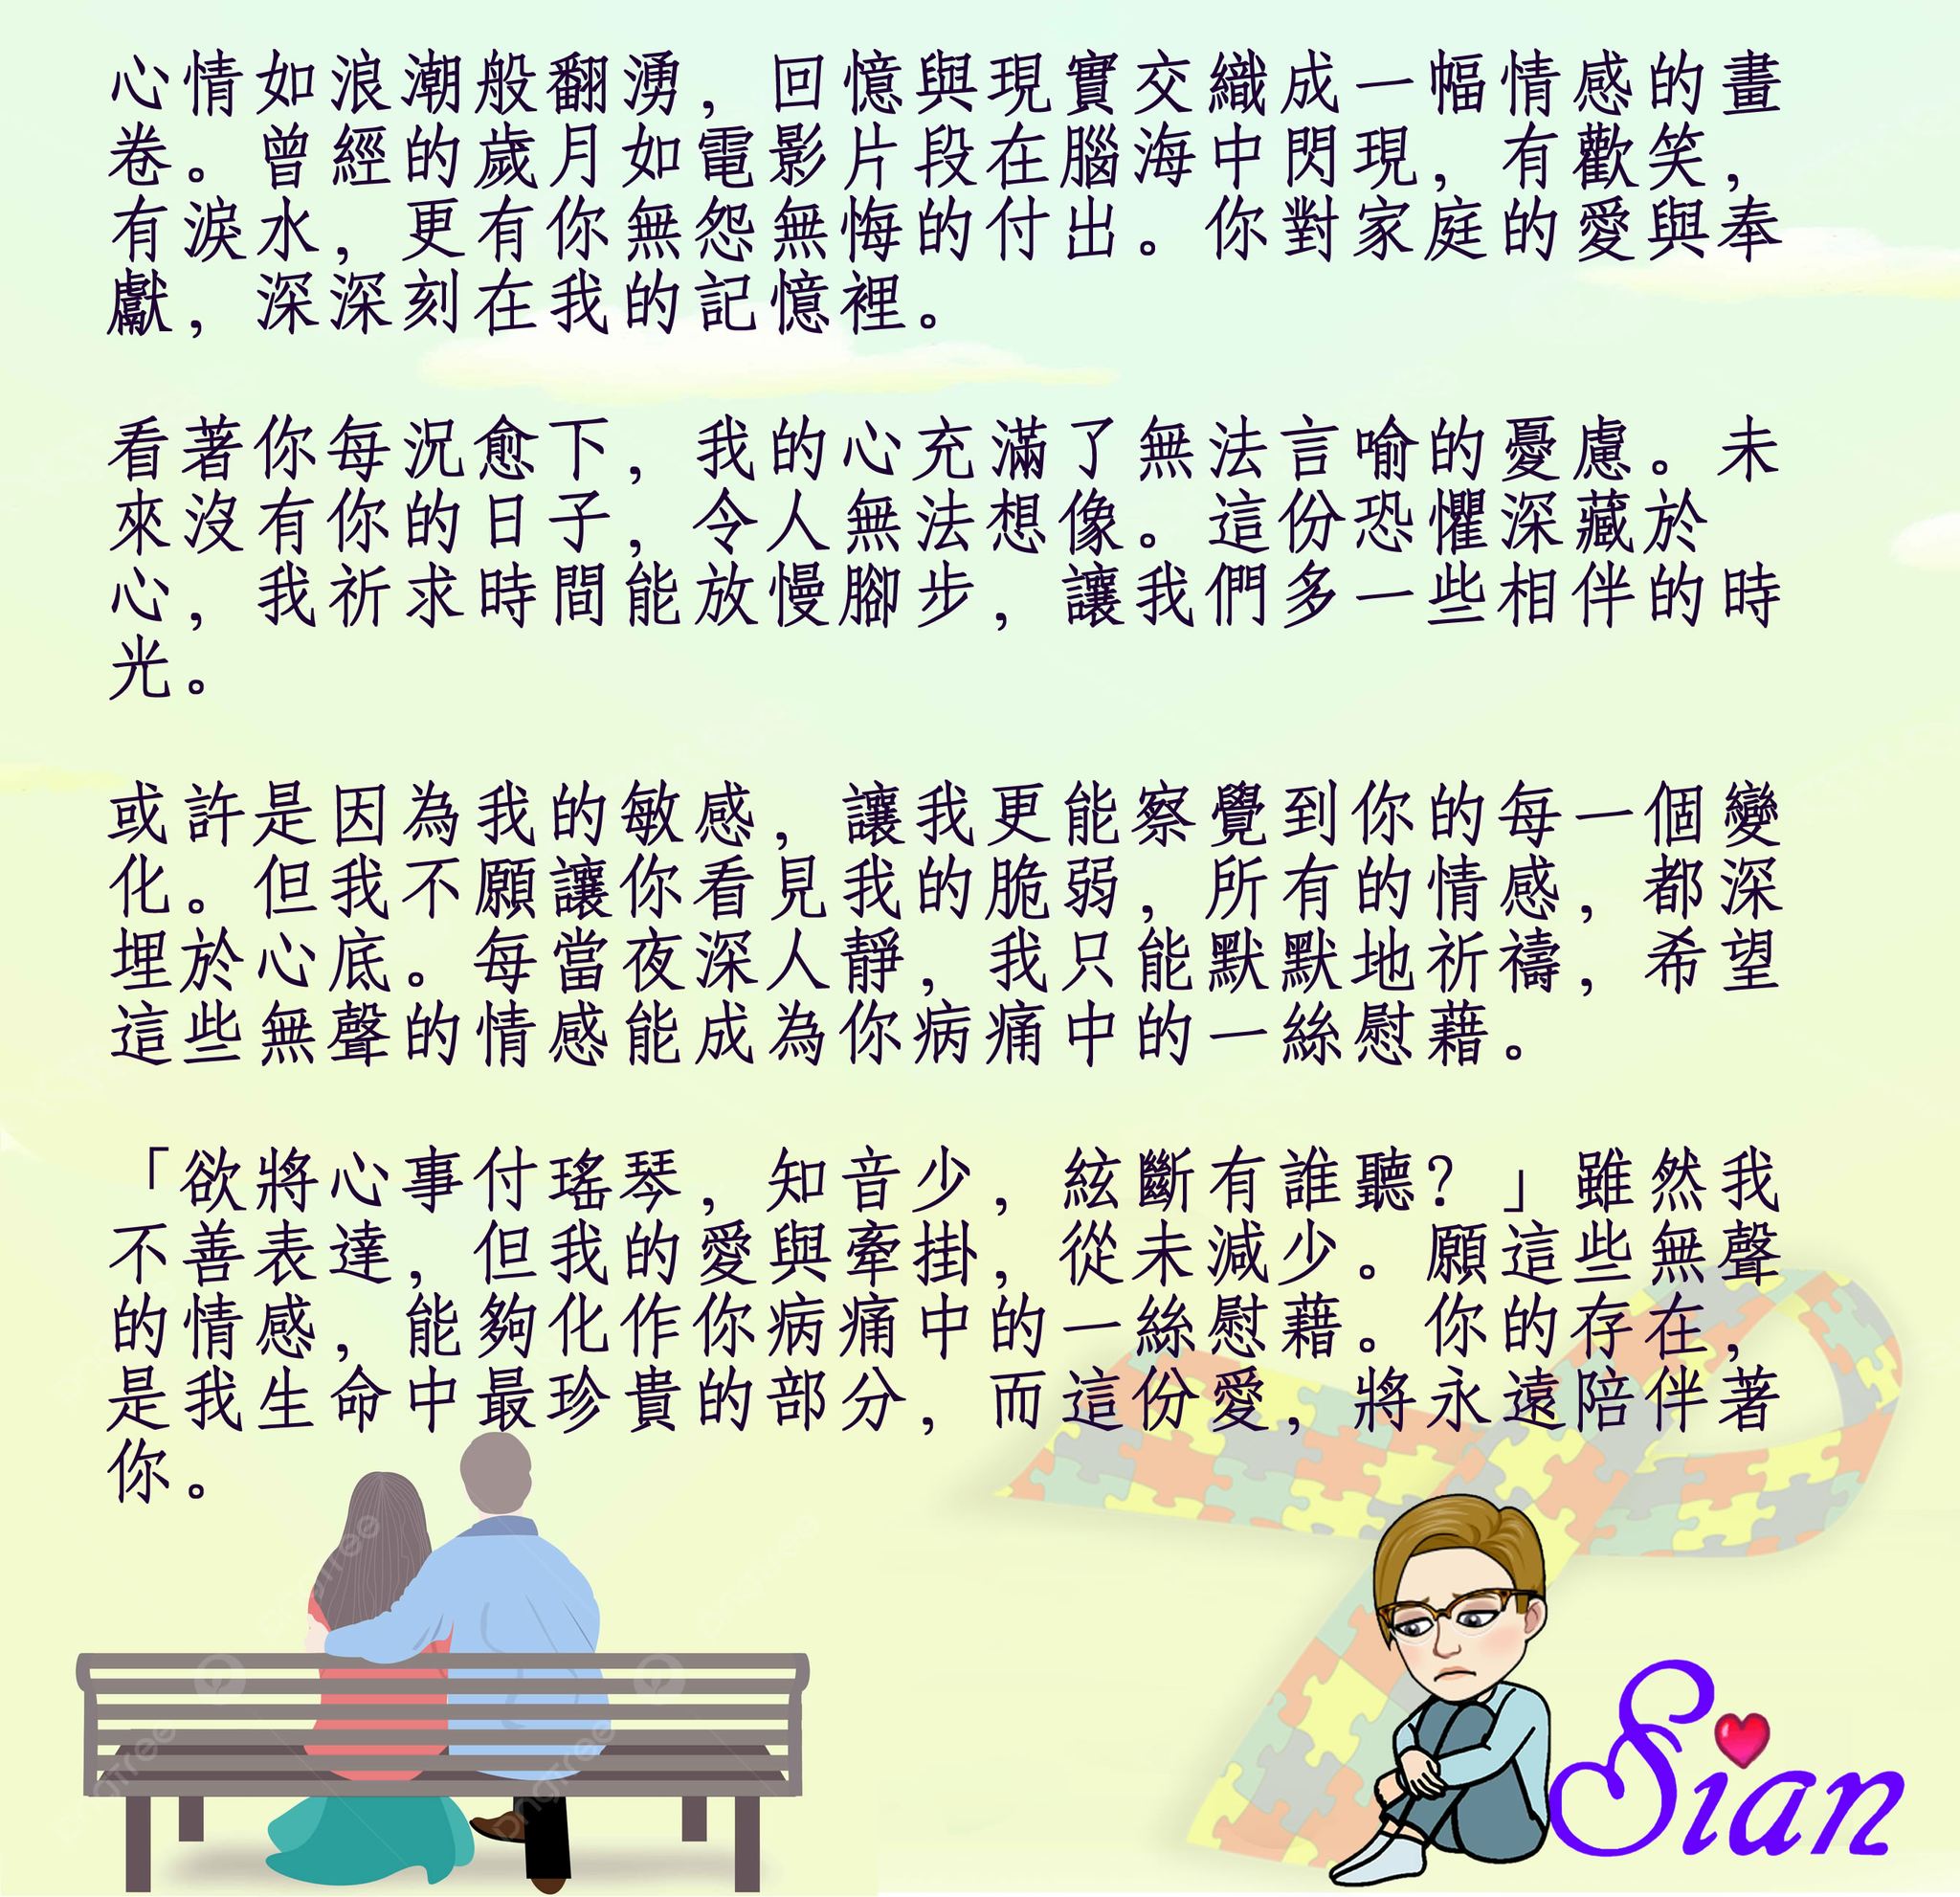 心情如浪潮般翻湧，回憶與現實交織成一幅情感的畫
卷。曾經的歲月如電影片段在腦海中閃現，有歡笑，
有淚水，更有你無怨無悔的付出。你對家庭的愛與奉
獻，深深刻在我的記憶裡。
看著你每況愈下，我的心充滿了無法言喻的憂慮。未
來沒有你的日子，令人無法想像。這份恐懼深藏於
心，我祈求時間能放慢腳步，讓我們多一些相伴的時
光。
或許是因為我的敏感，讓我更能察覺到你的每一個變
化。但我不願讓你看見我的脆弱，所有的情感，都深
埋於心底。每當夜深人靜，我只能默默地祈禱，希望
這些無聲的情感能成為你病痛中的一絲慰藉。
「欲將心事付瑤琴，知音少，絃斷有誰聽？」雖然我
不善表達，但我的愛與牽掛，從未減少。願這些無聲
的情感，能夠化作你病痛中的一絲慰藉。你的存在，
是我生命中最珍貴的部分，而這份愛，將永遠陪伴著
你。
Sian